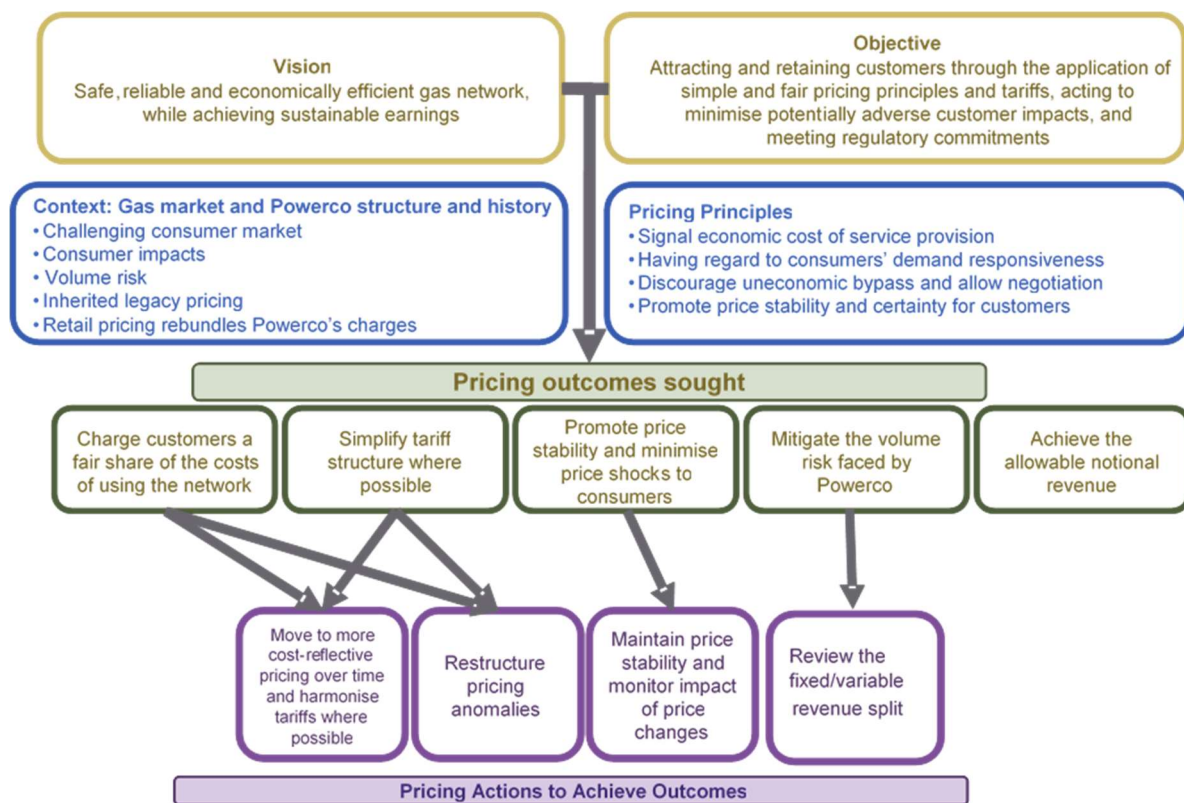 Vision
Safe, reliable and economically efficient gas network,
while achieving sustainable earnings
Objective
Attracting and retaining customers through the application of
simple and fair pricing principles and tariffs, acting to
minimise potentially adverse customer impacts, and
meeting regulatory commitments
Context: Gas market and Powerco structure and history
• Challenging consumer market
• Consumer impacts
• Volume risk
• Inherited legacy pricing
• Retail pricing rebundles Powerco's charges
Pricing Principles
• Signal economic cost of service provision
• Having regard to consumers' demand responsiveness
• Discourage uneconomic bypass and allow negotiation
• Promote price stability and certainty for customers
Pricing outcomes sought
Charge customers a
fair share of the costs
of using the network
Simplify tariff
structure where
possible
Promote price
stability and minimise
price shocks to
consumers
Mitigate the volume
risk faced by
Powerco
Achieve the
allowable notional
revenue
Move to more
cost-reflective
pricing over time
and harmonise
tariffs where
possible
Restructure
pricing
anomalies
Maintain price
stability and
monitor impact
of price
changes
Review the
fixed/variable
revenue split
Pricing Actions to Achieve Outcomes